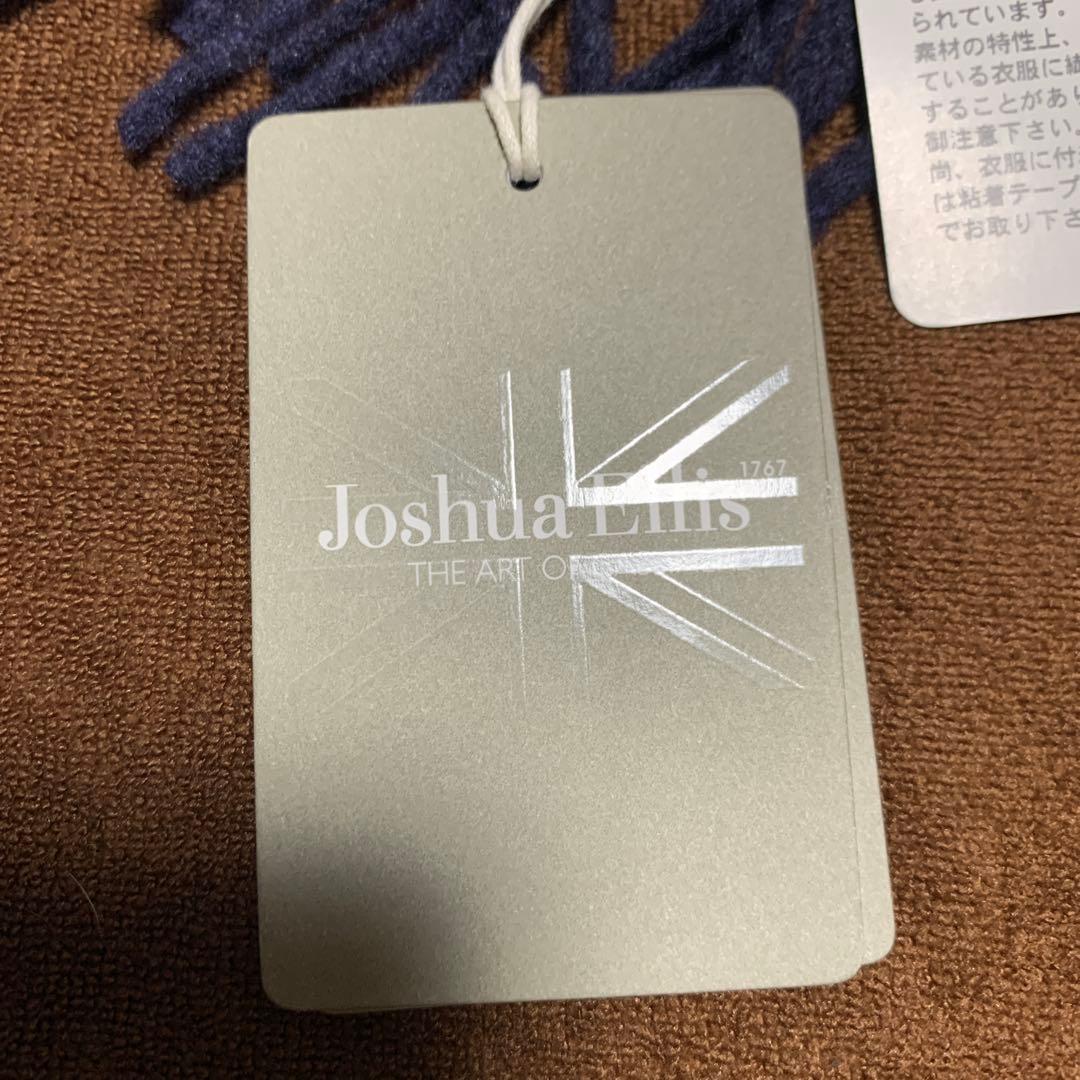 Joshua Ellis 1767
THE ART OF
られています。
素材の特性上、
ている衣服に繊
することがあり
御注意下さい。
尚、衣服に付
は粘着テープ
でお取り下さ